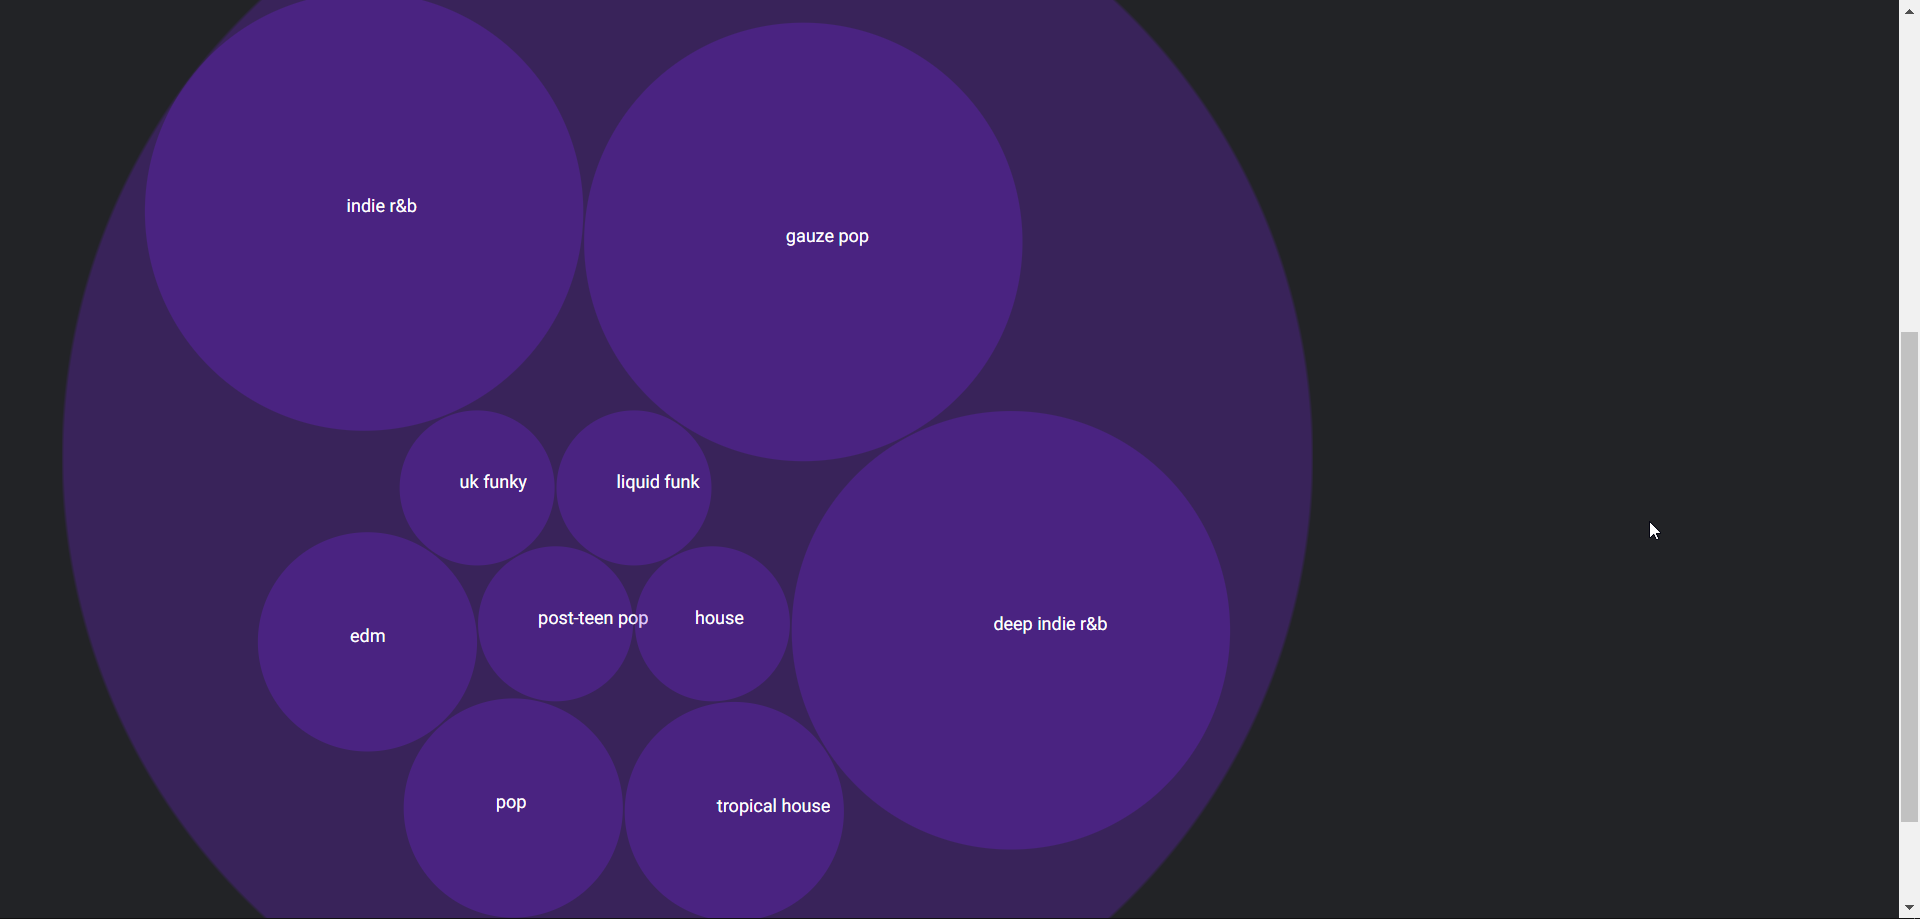 indie r&b
gauze pop
uk funky
liquid funk
post-teen pop
house
deep indie r&b
edm
pop
tropical house